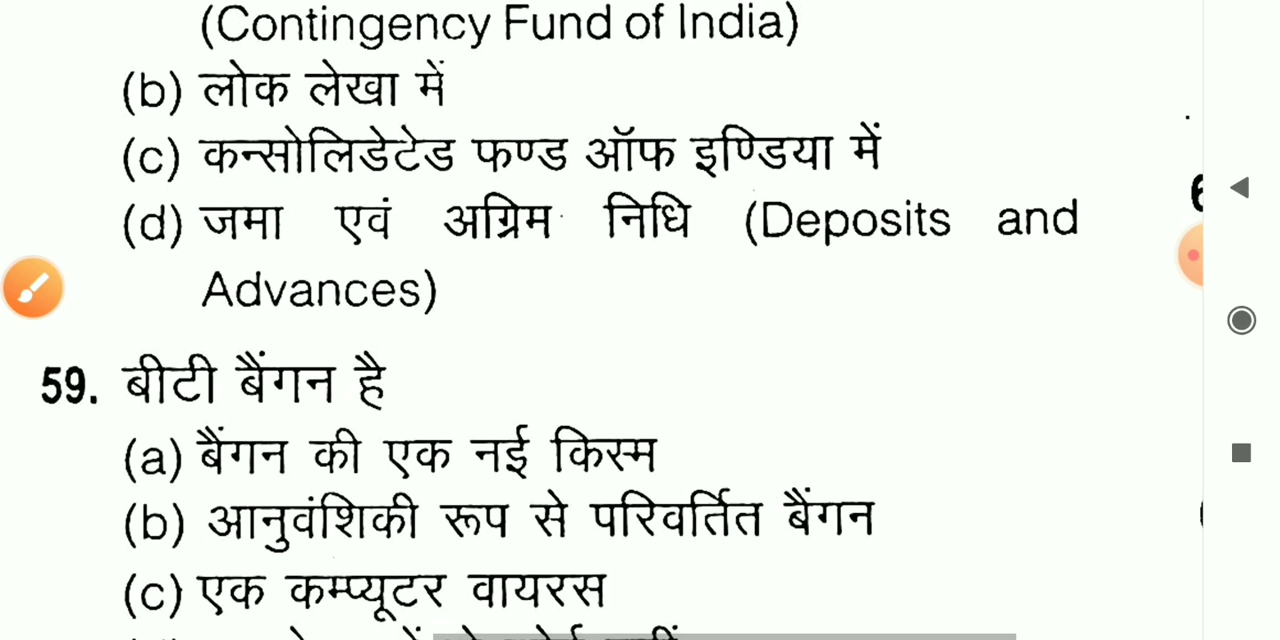 (Contingency Fund of India)
(b) लोक लेखा में
(c) कन्सोलिडेटेड फण्ड ऑफ इण्डिया में
(d) जमा एवं अग्रिम निधि (Deposits and
Advances)
59. बीटी बैंगन है
(a) बैंगन की एक नई किस्म
(b) आनुवंशिकी रूप से परिवर्तित बैंगन
(c) एक कम्प्यूटर वायरस